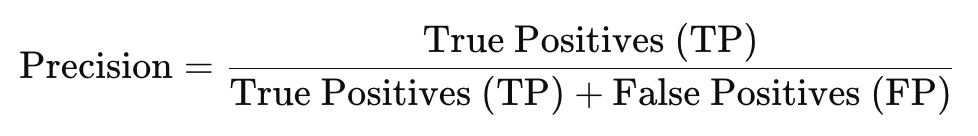 Precision = True Positives (TP) / True Positives (TP) + False Positives (FP)